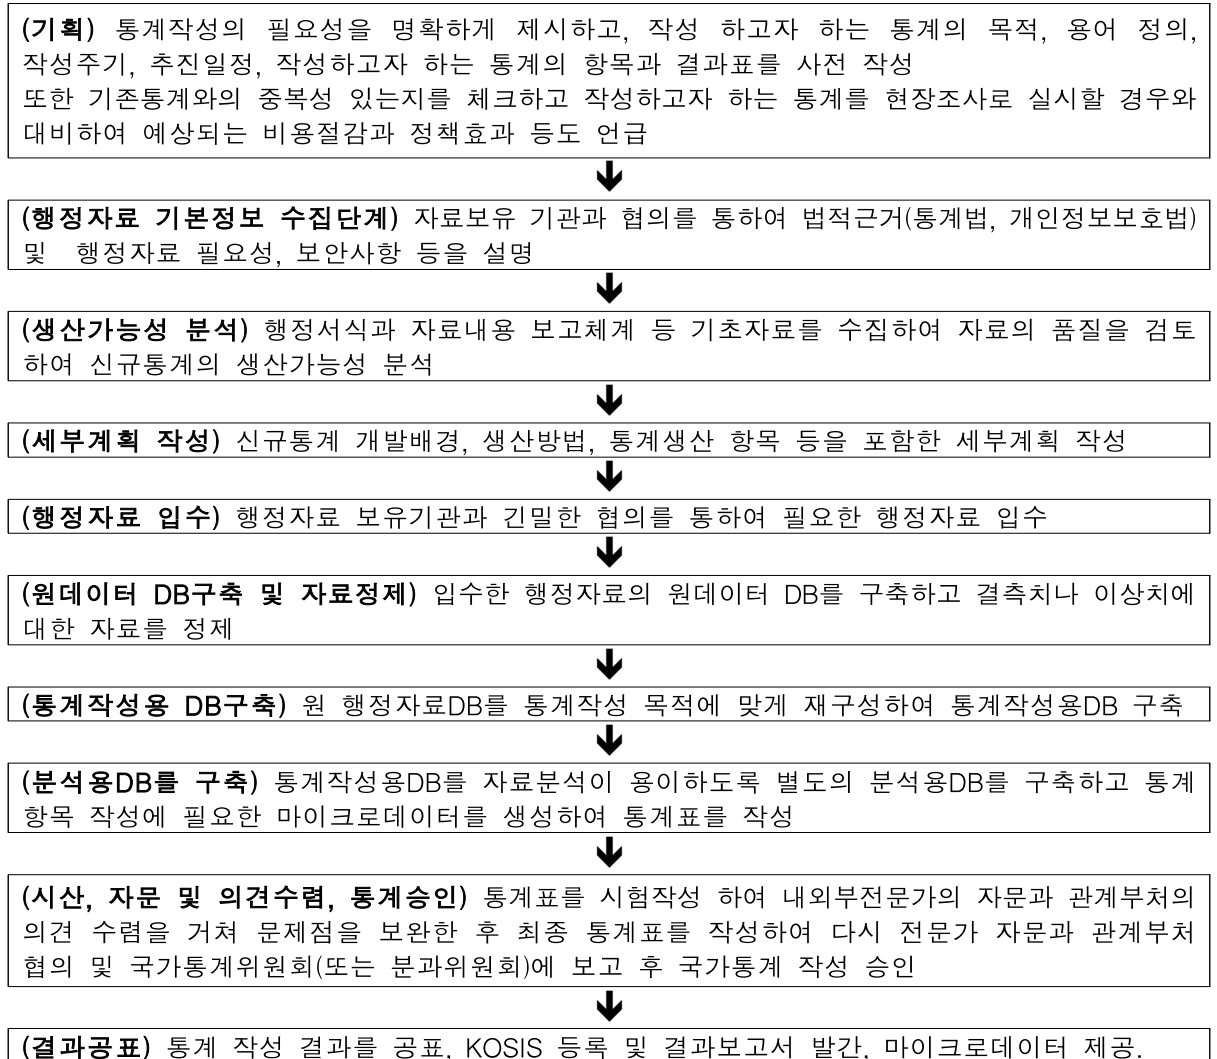 (기획) 통계작성의 필요성을 명확하게 제시하고, 작성 하고자 하는 통계의 목적, 용어 정의,
작성주기, 추진일정, 작성하고자 하는 통계의 항목과 결과표를 사전 작성
또한 기존통계와의 중복성 있는지를 체크하고 작성하고자 하는 통계를 현장조사로 실시할 경우와
대비하여 예상되는 비용절감과 정책효과 등도 언급
(행정자료 기본정보 수집단계) 자료보유 기관과 협의를 통하여 법적근거(통계법, 개인정보보호법)
및 행정자료 필요성, 보안사항 등을 설명
(생산가능성 분석) 행정서식과 자료내용 보고체계 등 기초자료를 수집하여 자료의 품질을 검토
하여 신규통계의 생산가능성 분석
(세부계획 작성) 신규통계 개발배경, 생산방법, 통계생산 항목 등을 포함한 세부계획 작성
(행정자료 입수) 행정자료 보유기관과 긴밀한 협의를 통하여 필요한 행정자료 입수
(원데이터 DB구축 및 자료정제) 입수한 행정자료의 원데이터 DB를 구축하고 결측치나 이상치에
대한 자료를 정제
(통계작성용 DB구축) 원 행정자료DB를 통계작성 목적에 맞게 재구성하여 통계작성용DB 구축
(분석용DB를 구축) 통계작성용DB를 자료분석이 용이하도록 별도의 분석용DB를 구축하고 통계
항목 작성에 필요한 마이크로데이터를 생성하여 통계표를 작성
(시산, 자문 및 의견수렴, 통계승인) 통계표를 시험작성 하여 내외부전문가의 자문과 관계부처의
의견 수렴을 거쳐 문제점을 보완한 후 최종 통계표를 작성하여 다시 전문가 자문과 관계부처
협의 및 국가통계위원회(또는 분과위원회)에 보고 후 국가통계 작성 승인
(결과공표) 통계 작성 결과를 공표, KOSIS 등록 및 결과보고서 발간, 마이크로데이터 제공.